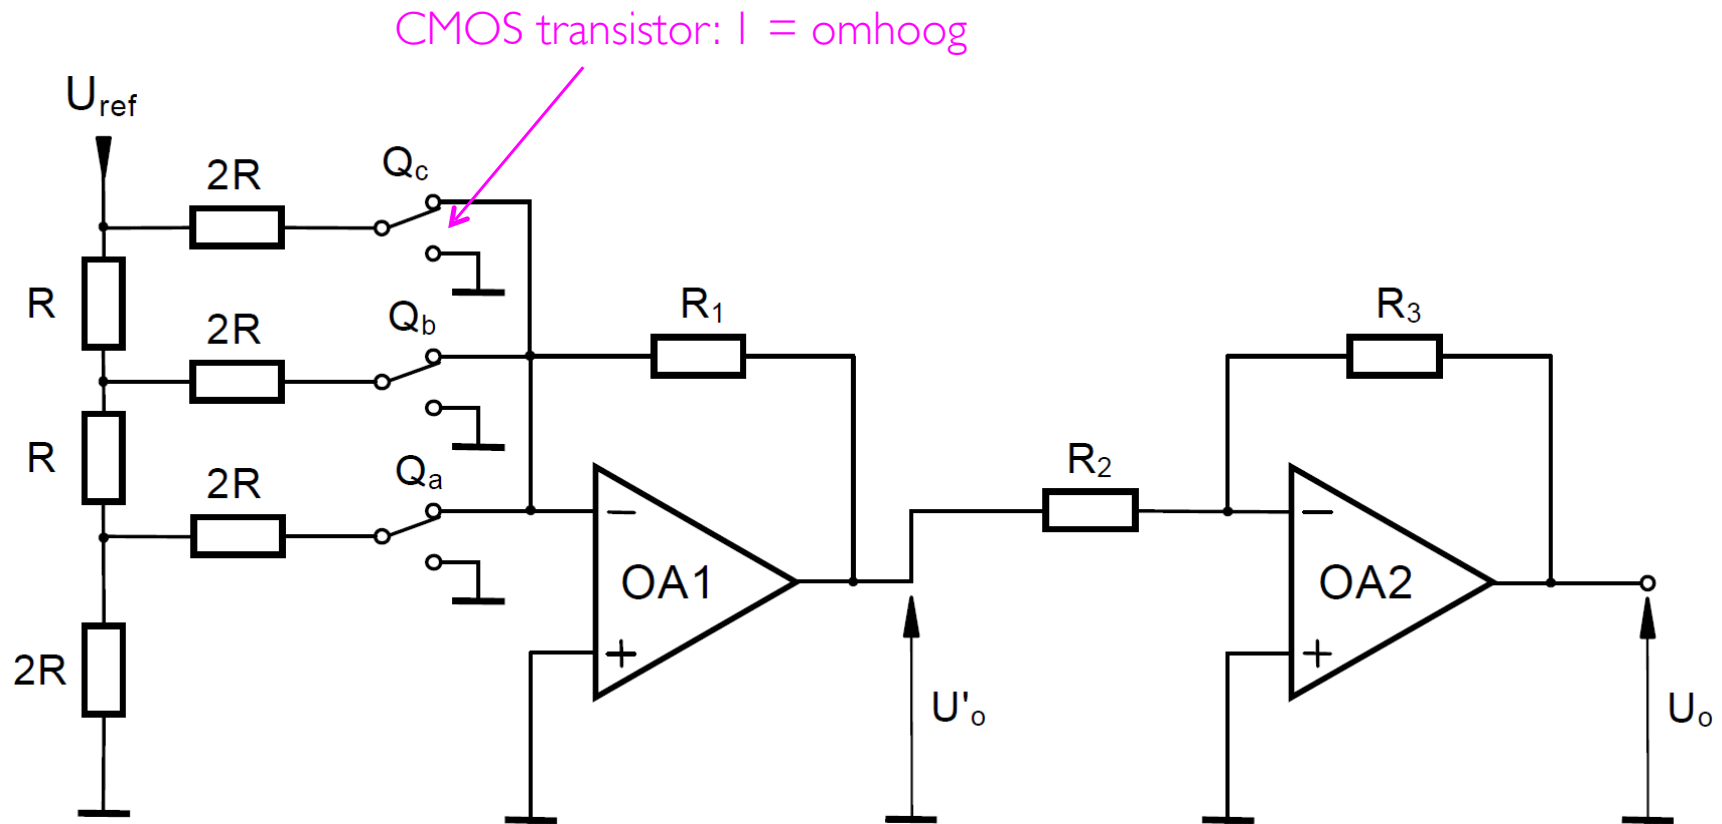 CMOS transistor: 1 = omhoog
Uref
2R
Qc
R
2R
Qb
R1
R3
R
2R
Qa
R2
−
OA1
+
−
OA2
+
2R
U'o
Uo